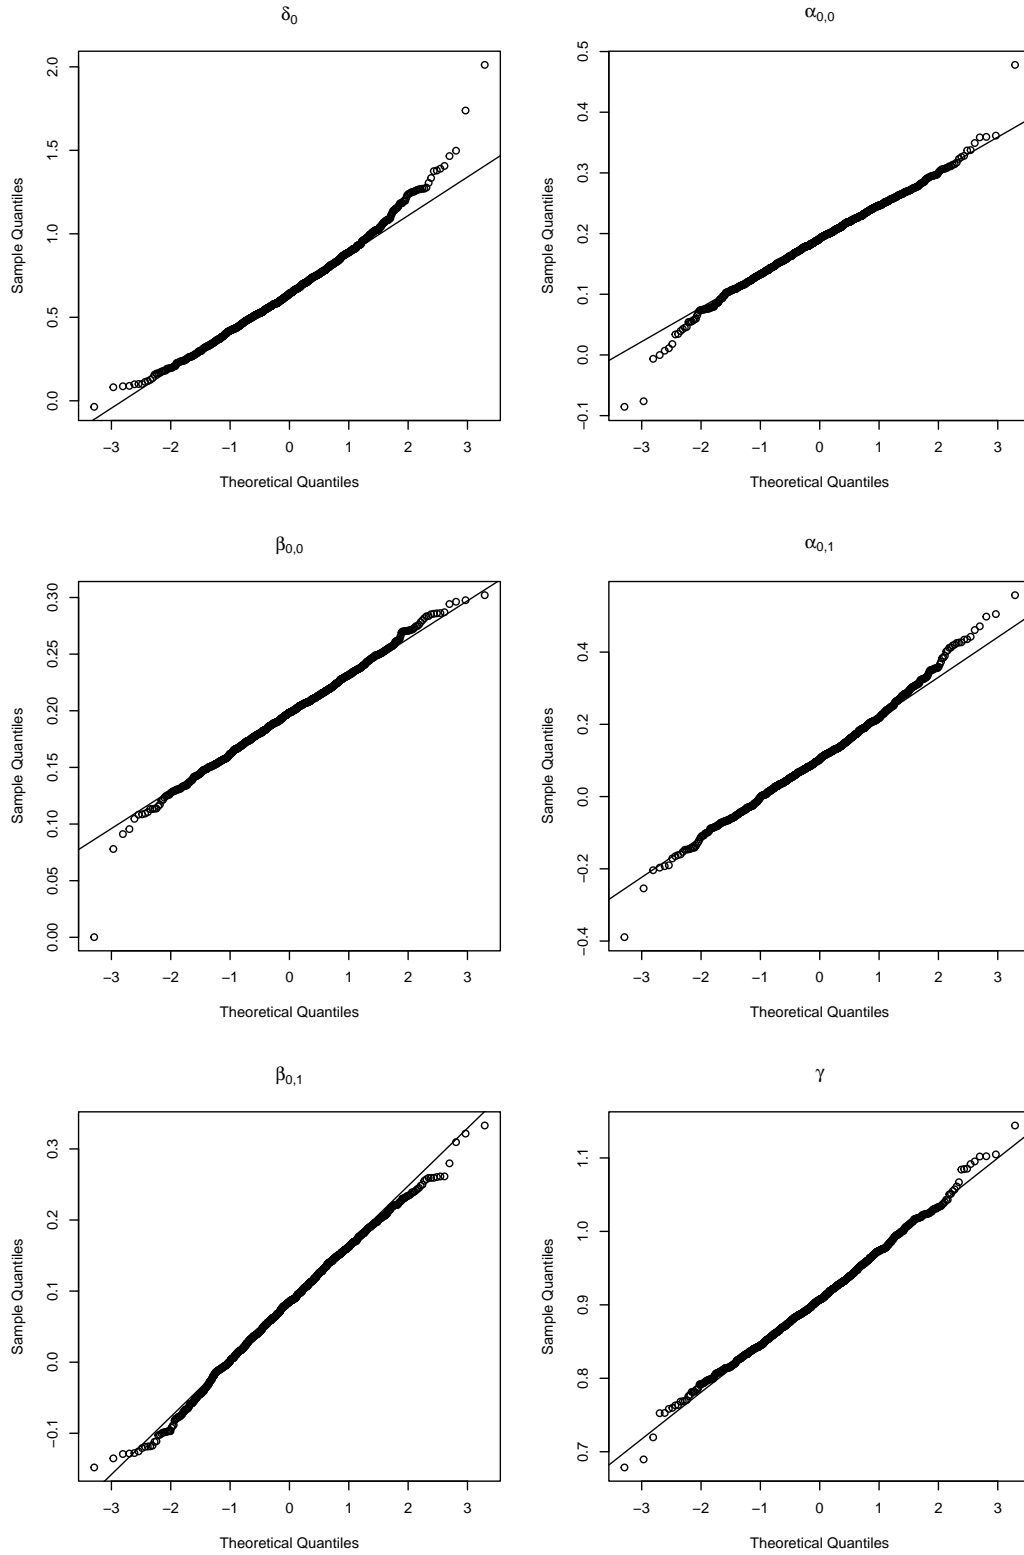 δ0 α0,0
Sample Quantiles
2.0
1.5
1.0
0.5
0.0
−3 −2 −1 0 1 2 3
Theoretical Quantiles
Sample Quantiles
0.5
0.4
0.3
0.2
0.1
0.0
−0.1
−3 −2 −1 0 1 2 3
Theoretical Quantiles
β0,0 α0,1
Sample Quantiles
0.30
0.25
0.20
0.15
0.10
0.05
0.00
−3 −2 −1 0 1 2 3
Theoretical Quantiles
Sample Quantiles
0.4
0.2
0.0
−0.2
−0.4
−3 −2 −1 0 1 2 3
Theoretical Quantiles
β0,1 γ
Sample Quantiles
0.3
0.2
0.1
0.0
−0.1
−3 −2 −1 0 1 2 3
Theoretical Quantiles
Sample Quantiles
1.1
1.0
0.9
0.8
0.7
−3 −2 −1 0 1 2 3
Theoretical Quantiles